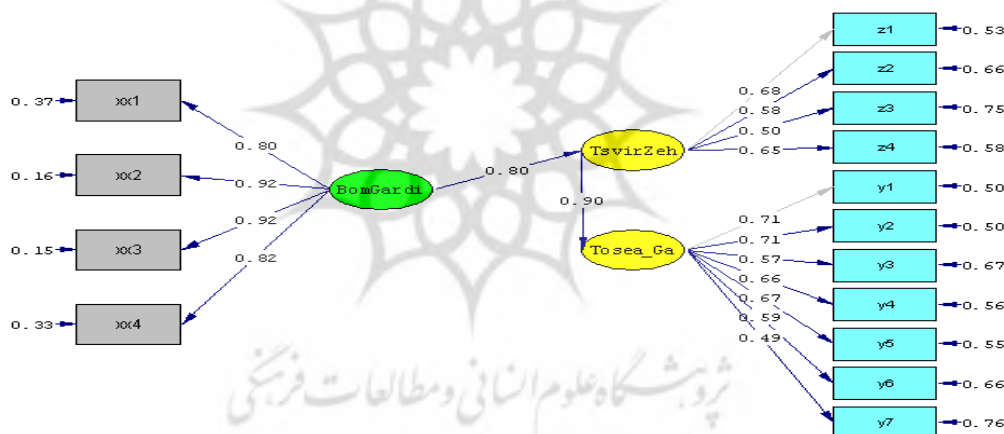 z1
0.53
z2
0.66
0.68
0.37
xx1
0.58
z3
0.75
0.50
0.80
TsvirZeh
0.65
z4
0.58
0.16
xx2
0.92
BomGardi
0.80
y1
0.50
0.90
0.71
0.92
y2
0.50
0.71
0.15
xx3
Tosea_Ga
0.57
y3
0.67
0.82
0.66
y4
0.56
0.67
0.33
xx4
0.59
y5
0.55
0.49
y6
0.66
پژوهشگاه علوم انسانی و مطالعات فرهنگی
y7
0.76